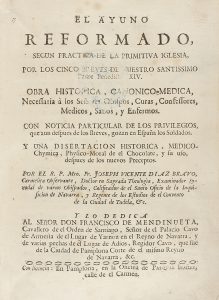 EL AYUNO
REFORMADO,
SEGUN PRACTICA DE LA PRIMITIVA IGLESIA,
POR LOS CINCO BREVES DE NUESTRO SANTISSIMO
Padre Benedicto XIV.
OBRA HISTORICA, CANONICO-MEDICA,
Necessaria à los Señores Obispos, Curas, Confessores,
Medicos, Sanos, y Enfermos.
CON NOTICIA PARTICULAR DE LOS PRIVILEGIOS,
que aun despues de los Breves, gozan en España los Soldados.
Y UNA DISSERTACION HISTORICA, MEDICO-
Chymica, Physico-Moral de el Chocolate, y su uso,
despues de los nuevos Preceptos.
POR EL R. P. Mro. Fr. JOSEPH VICENTE DIAZ BRAVO,
Carmelita Observante, Doctor en Sagrada Theologia, Examinador Sy-
nodal de varios Obispados, Calificador de el Santo Oficio de la Inqui-
sicion de Navarra, y Regente de los Estudios de el Convento
de la Ciudad de Tudela, &c.
Y LO DEDICA
AL SEÑOR DON FRANCISCO DE MENDINUETA,
Cavallero de el Orden de Santiago, Señor de el Palacio Cavo
de Armeria de el Lugar de Yarnoz en el Reyno de Navarra, y
de varias pechas de el Lugar de Adios, Regidor Cavo, que fue
de la Ciudad de Pamplona Corte de el mismo Reyno
de Navarra, &c.
Con licencia: En Pamplona, en la Oficina de
calle de el Carmen.